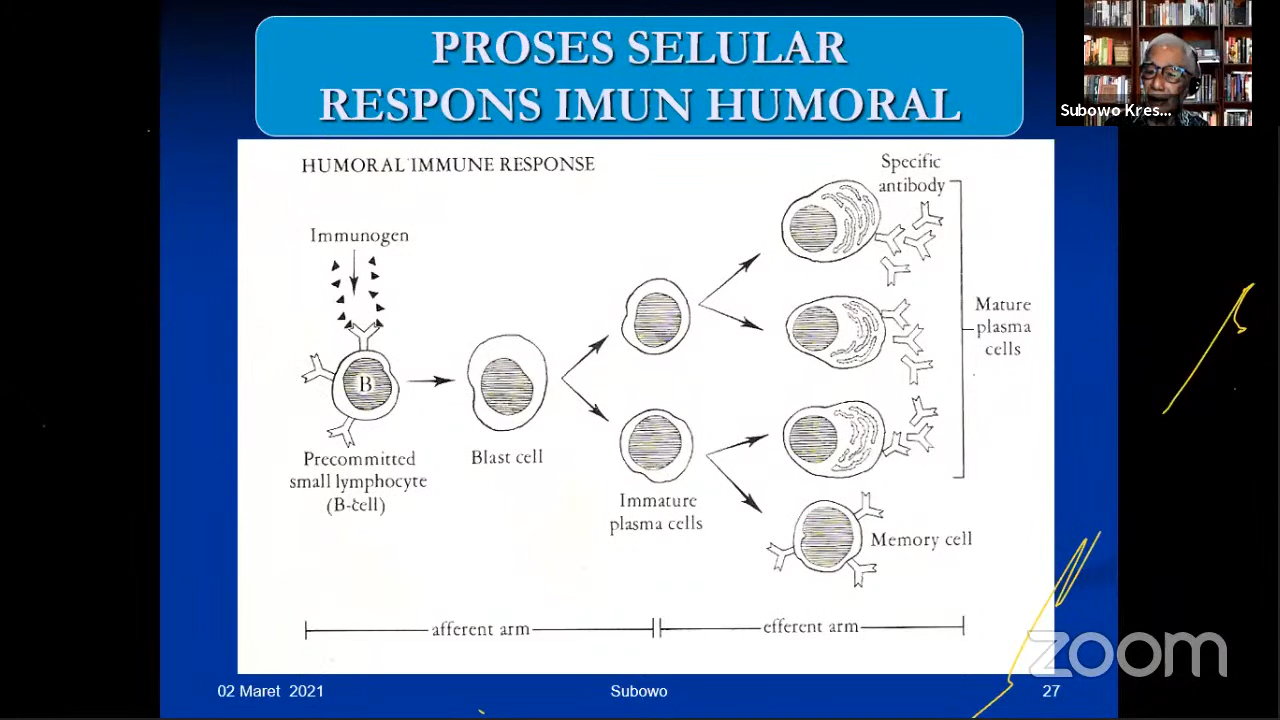 PROSES SELULAR
RESPONS IMUN HUMORAL
Subowo Kres...
HUMORAL IMMUNE RESPONSE
Specific
antibody
Immunogen
Mature
plasma
cells
B
Precommitted
small lymphocyte
(B-cell)
Blast cell
Immature
plasma cells
Memory cell
afferent arm
efferent arm
zoom
02 Maret 2021
Subowo
27